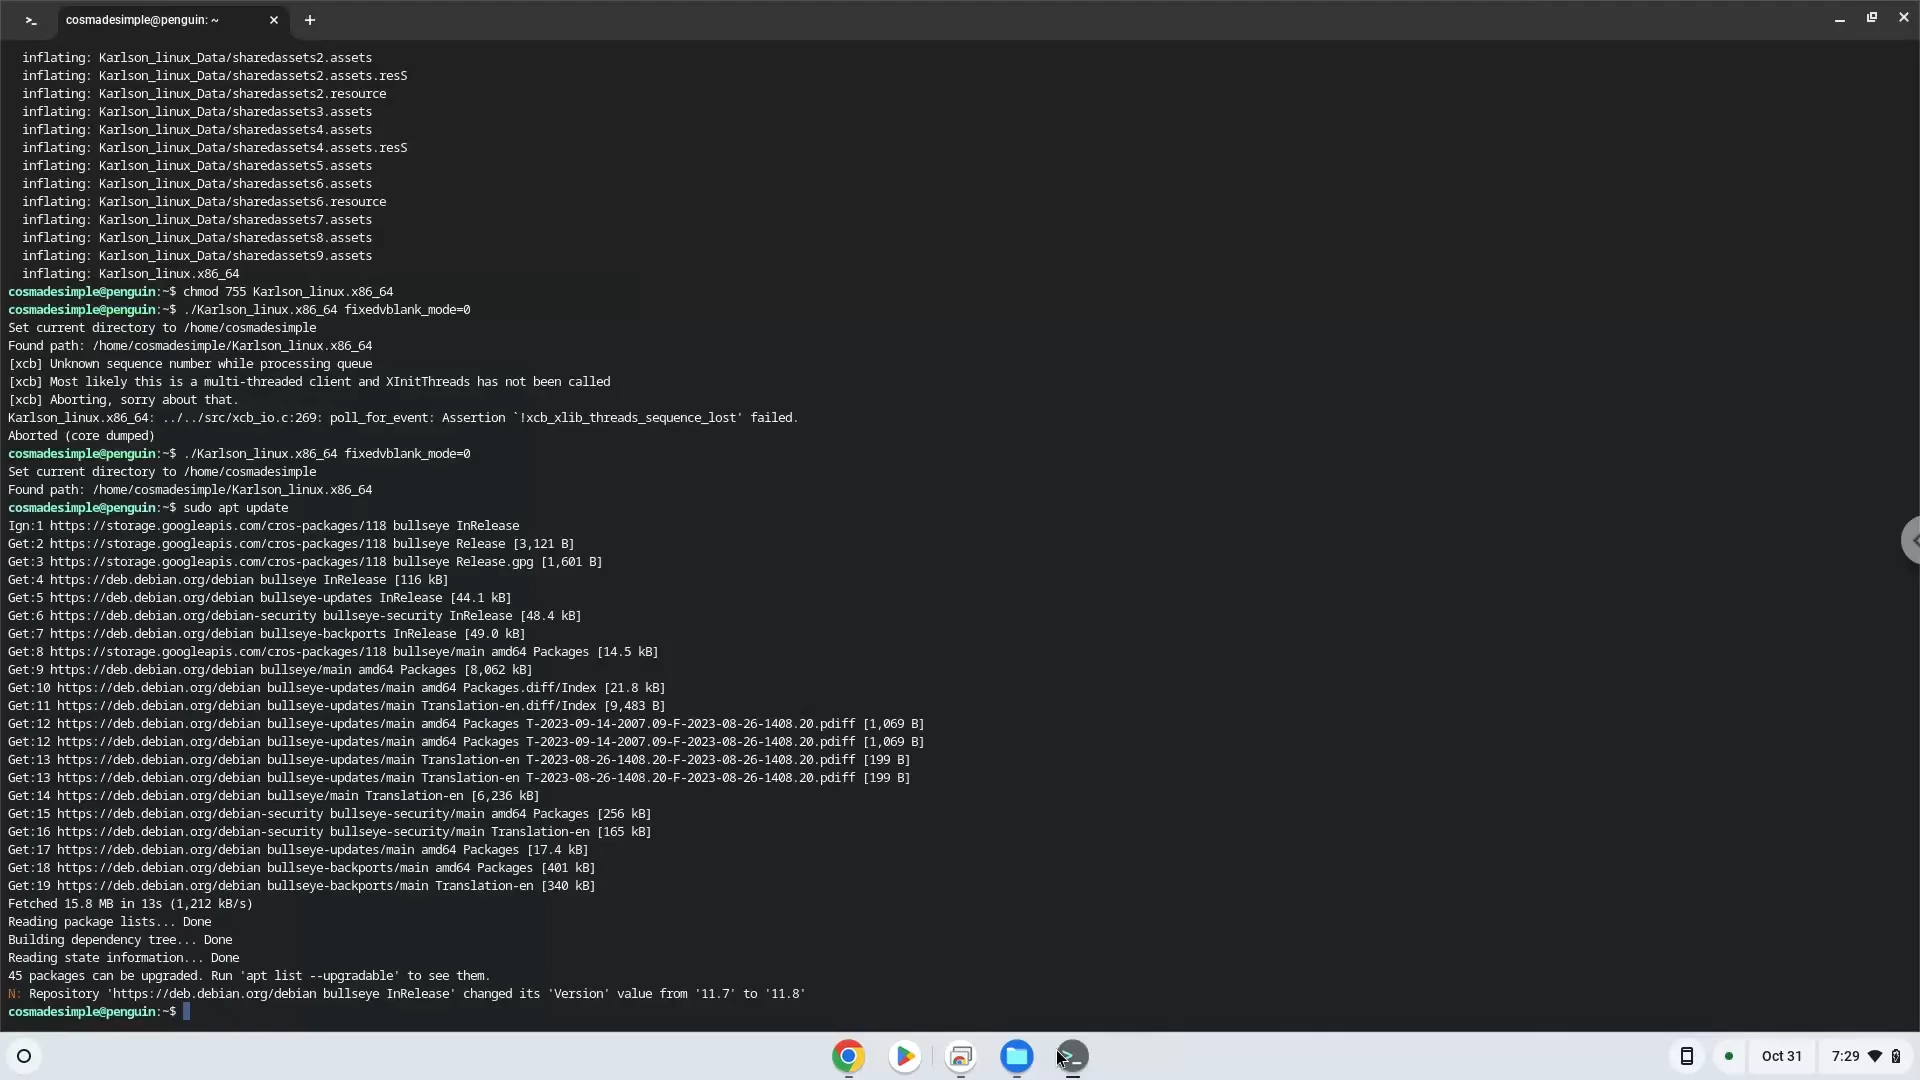 cosmadesimple@penguin: ~
inflating: Karlson_linux_Data/sharedassets2.assets
inflating: Karlson_linux_Data/sharedassets2.assets.resS
inflating: Karlson_linux_Data/sharedassets2.resource
inflating: Karlson_linux_Data/sharedassets3.assets
inflating: Karlson_linux_Data/sharedassets4.assets
inflating: Karlson_linux_Data/sharedassets4.assets.resS
inflating: Karlson_linux_Data/sharedassets5.assets
inflating: Karlson_linux_Data/sharedassets6.assets
inflating: Karlson_linux_Data/sharedassets6.resource
inflating: Karlson_linux_Data/sharedassets7.assets
inflating: Karlson_linux_Data/sharedassets8.assets
inflating: Karlson_linux_Data/sharedassets9.assets
inflating: Karlson_linux.x86_64
cosmadesimple@penguin:~$ chmod 755 Karlson_linux.x86_64
cosmadesimple@penguin:~$ ./Karlson_linux.x86_64 fixedvblank_mode=0
Set current directory to /home/cosmadesimple
Found path: /home/cosmadesimple/Karlson_linux.x86_64
[xcb] Unknown sequence number while processing queue
[xcb] Most likely this is a multi-threaded client and XInitThreads has not been called
[xcb] Aborting, sorry about that.
Karlson_linux.x86_64: ../../src/xcb_io.c:269: poll_for_event: Assertion `!xcb_xlib_threads_sequence_lost' failed.
Aborted (core dumped)
cosmadesimple@penguin:~$ ./Karlson_linux.x86_64 fixedvblank_mode=0
Set current directory to /home/cosmadesimple
Found path: /home/cosmadesimple/Karlson_linux.x86_64
cosmadesimple@penguin:~$ sudo apt update
Ign:1 https://storage.googleapis.com/cros-packages/118 bullseye InRelease
Get:2 https://storage.googleapis.com/cros-packages/118 bullseye Release [3,121 B]
Get:3 https://storage.googleapis.com/cros-packages/118 bullseye Release.gpg [1,601 B]
Get:4 https://deb.debian.org/debian bullseye InRelease [116 kB]
Get:5 https://deb.debian.org/debian bullseye-updates InRelease [44.1 kB]
Get:6 https://deb.debian.org/debian-security bullseye-security InRelease [48.4 kB]
Get:7 https://deb.debian.org/debian bullseye-backports InRelease [49.0 kB]
Get:8 https://storage.googleapis.com/cros-packages/118 bullseye/main amd64 Packages [14.5 kB]
Get:9 https://deb.debian.org/debian bullseye/main amd64 Packages [8,062 kB]
Get:10 https://deb.debian.org/debian bullseye-updates/main amd64 Packages.diff/Index [21.8 kB]
Get:11 https://deb.debian.org/debian bullseye-updates/main Translation-en.diff/Index [9,483 B]
Get:12 https://deb.debian.org/debian bullseye-updates/main amd64 Packages T-2023-09-14-2007.09-F-2023-08-26-1408.20.pdiff [1,069 B]
Get:12 https://deb.debian.org/debian bullseye-updates/main amd64 Packages T-2023-09-14-2007.09-F-2023-08-26-1408.20.pdiff [1,069 B]
Get:13 https://deb.debian.org/debian bullseye-updates/main Translation-en T-2023-08-26-1408.20-F-2023-08-26-1408.20.pdiff [199 B]
Get:13 https://deb.debian.org/debian bullseye-updates/main Translation-en T-2023-08-26-1408.20-F-2023-08-26-1408.20.pdiff [199 B]
Get:14 https://deb.debian.org/debian bullseye/main Translation-en [6,236 kB]
Get:15 https://deb.debian.org/debian-security bullseye-security/main amd64 Packages [256 kB]
Get:16 https://deb.debian.org/debian-security bullseye-security/main Translation-en [165 kB]
Get:17 https://deb.debian.org/debian bullseye-updates/main amd64 Packages [17.4 kB]
Get:18 https://deb.debian.org/debian bullseye-backports/main amd64 Packages [401 kB]
Get:19 https://deb.debian.org/debian bullseye-backports/main Translation-en [340 kB]
Fetched 15.8 MB in 13s (1,212 kB/s)
Reading package lists... Done
Building dependency tree... Done
Reading state information... Done
45 packages can be upgraded. Run 'apt list --upgradable' to see them.
N: Repository 'https://deb.debian.org/debian bullseye InRelease' changed its 'Version' value from '11.7' to '11.8'
cosmadesimple@penguin:~$
Oct 31
7:29